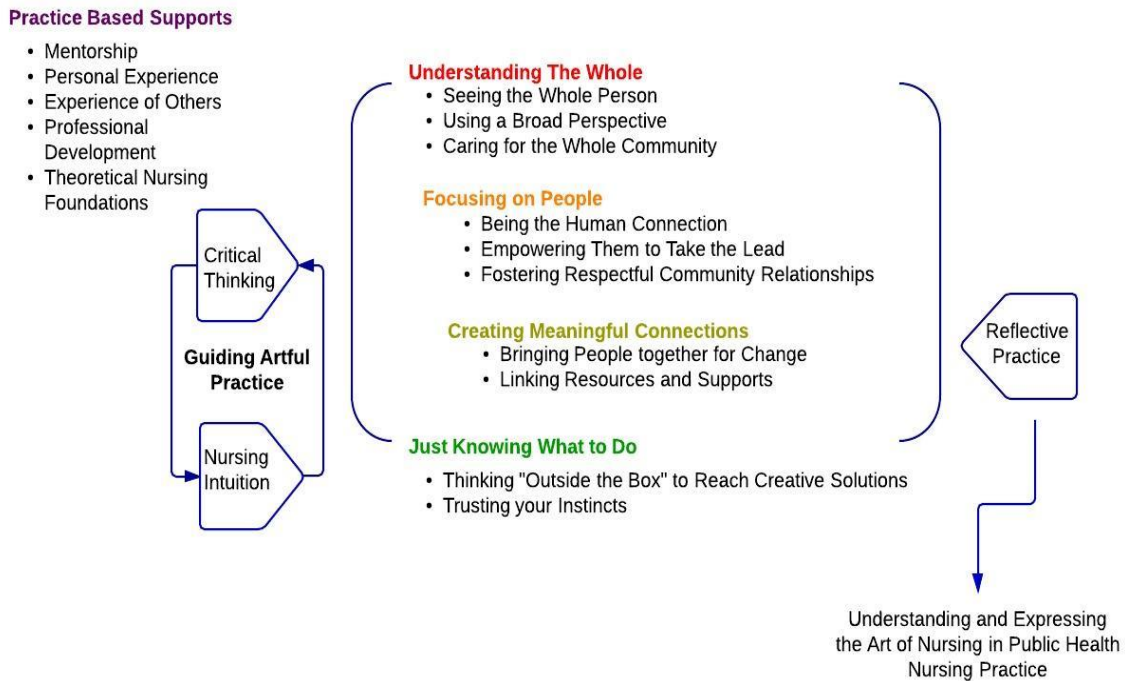 Practice Based Supports
• Mentorship
• Personal Experience
• Experience of Others
• Professional
Development
• Theoretical Nursing
Foundations
Critical
Thinking
Guiding Artful
Practice
Nursing
Intuition
Understanding The Whole
• Seeing the Whole Person
• Using a Broad Perspective
• Caring for the Whole Community
Focusing on People
• Being the Human Connection
• Empowering Them to Take the Lead
• Fostering Respectful Community Relationships
Creating Meaningful Connections
• Bringing People together for Change
• Linking Resources and Supports
Just Knowing What to Do
• Thinking "Outside the Box" to Reach Creative Solutions
• Trusting your Instincts
Reflective
Practice
Understanding and Expressing
the Art of Nursing in Public Health
Nursing Practice